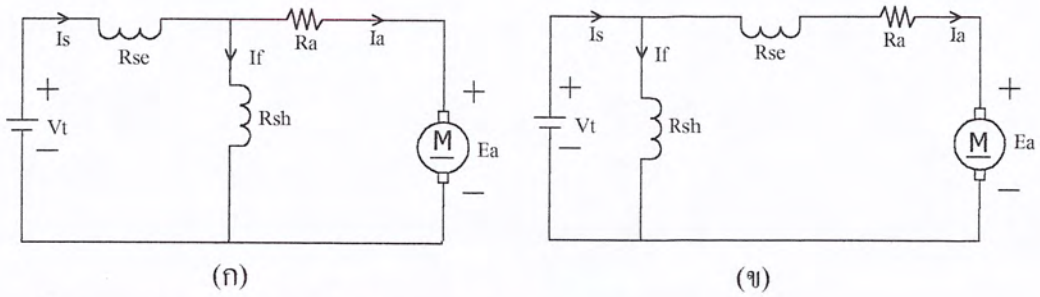 Is
Rse
If
Ra
Ia
+
Vt
−
Rsh
+
M
Ea
−
(ก)
Is
If
Rse
Ra
Ia
+
Vt
−
Rsh
+
M
Ea
−
(ข)